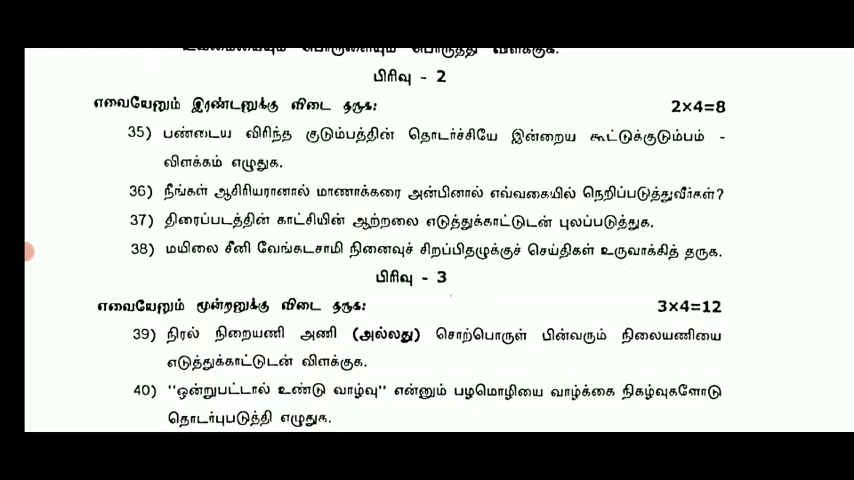 உவமையையும் பொருளையும் பொருத்தி விளக்குக.
பிரிவு - 2
எவையேனும் இரண்டனுக்கு விடை தருக: 2×4=8
35) பண்டைய விரிந்த குடும்பத்தின் தொடர்ச்சியே இன்றைய கூட்டுக்குடும்பம் -
விளக்கம் எழுதுக.
36) நீங்கள் ஆசிரியரானால் மாணாக்கரை அன்பினால் எவ்வகையில் நெறிப்படுத்துவீர்கள்?
37) திரைப்படத்தின் காட்சியின் ஆற்றலை எடுத்துக்காட்டுடன் புலப்படுத்துக.
38) மயிலை சீனி வேங்கடசாமி நினைவுச் சிறப்பிதழுக்குச் செய்திகள் உருவாக்கித் தருக.
பிரிவு - 3
எவையேனும் மூன்றனுக்கு விடை தருக: 3×4=12
39) நிரல் நிறையணி அணி (அல்லது) சொற்பொருள் பின்வரும் நிலையணியை
எடுத்துக்காட்டுடன் விளக்குக.
40) "ஒன்றுபட்டால் உண்டு வாழ்வு" என்னும் பழமொழியை வாழ்க்கை நிகழ்வுகளோடு
தொடர்புபடுத்தி எழுதுக.